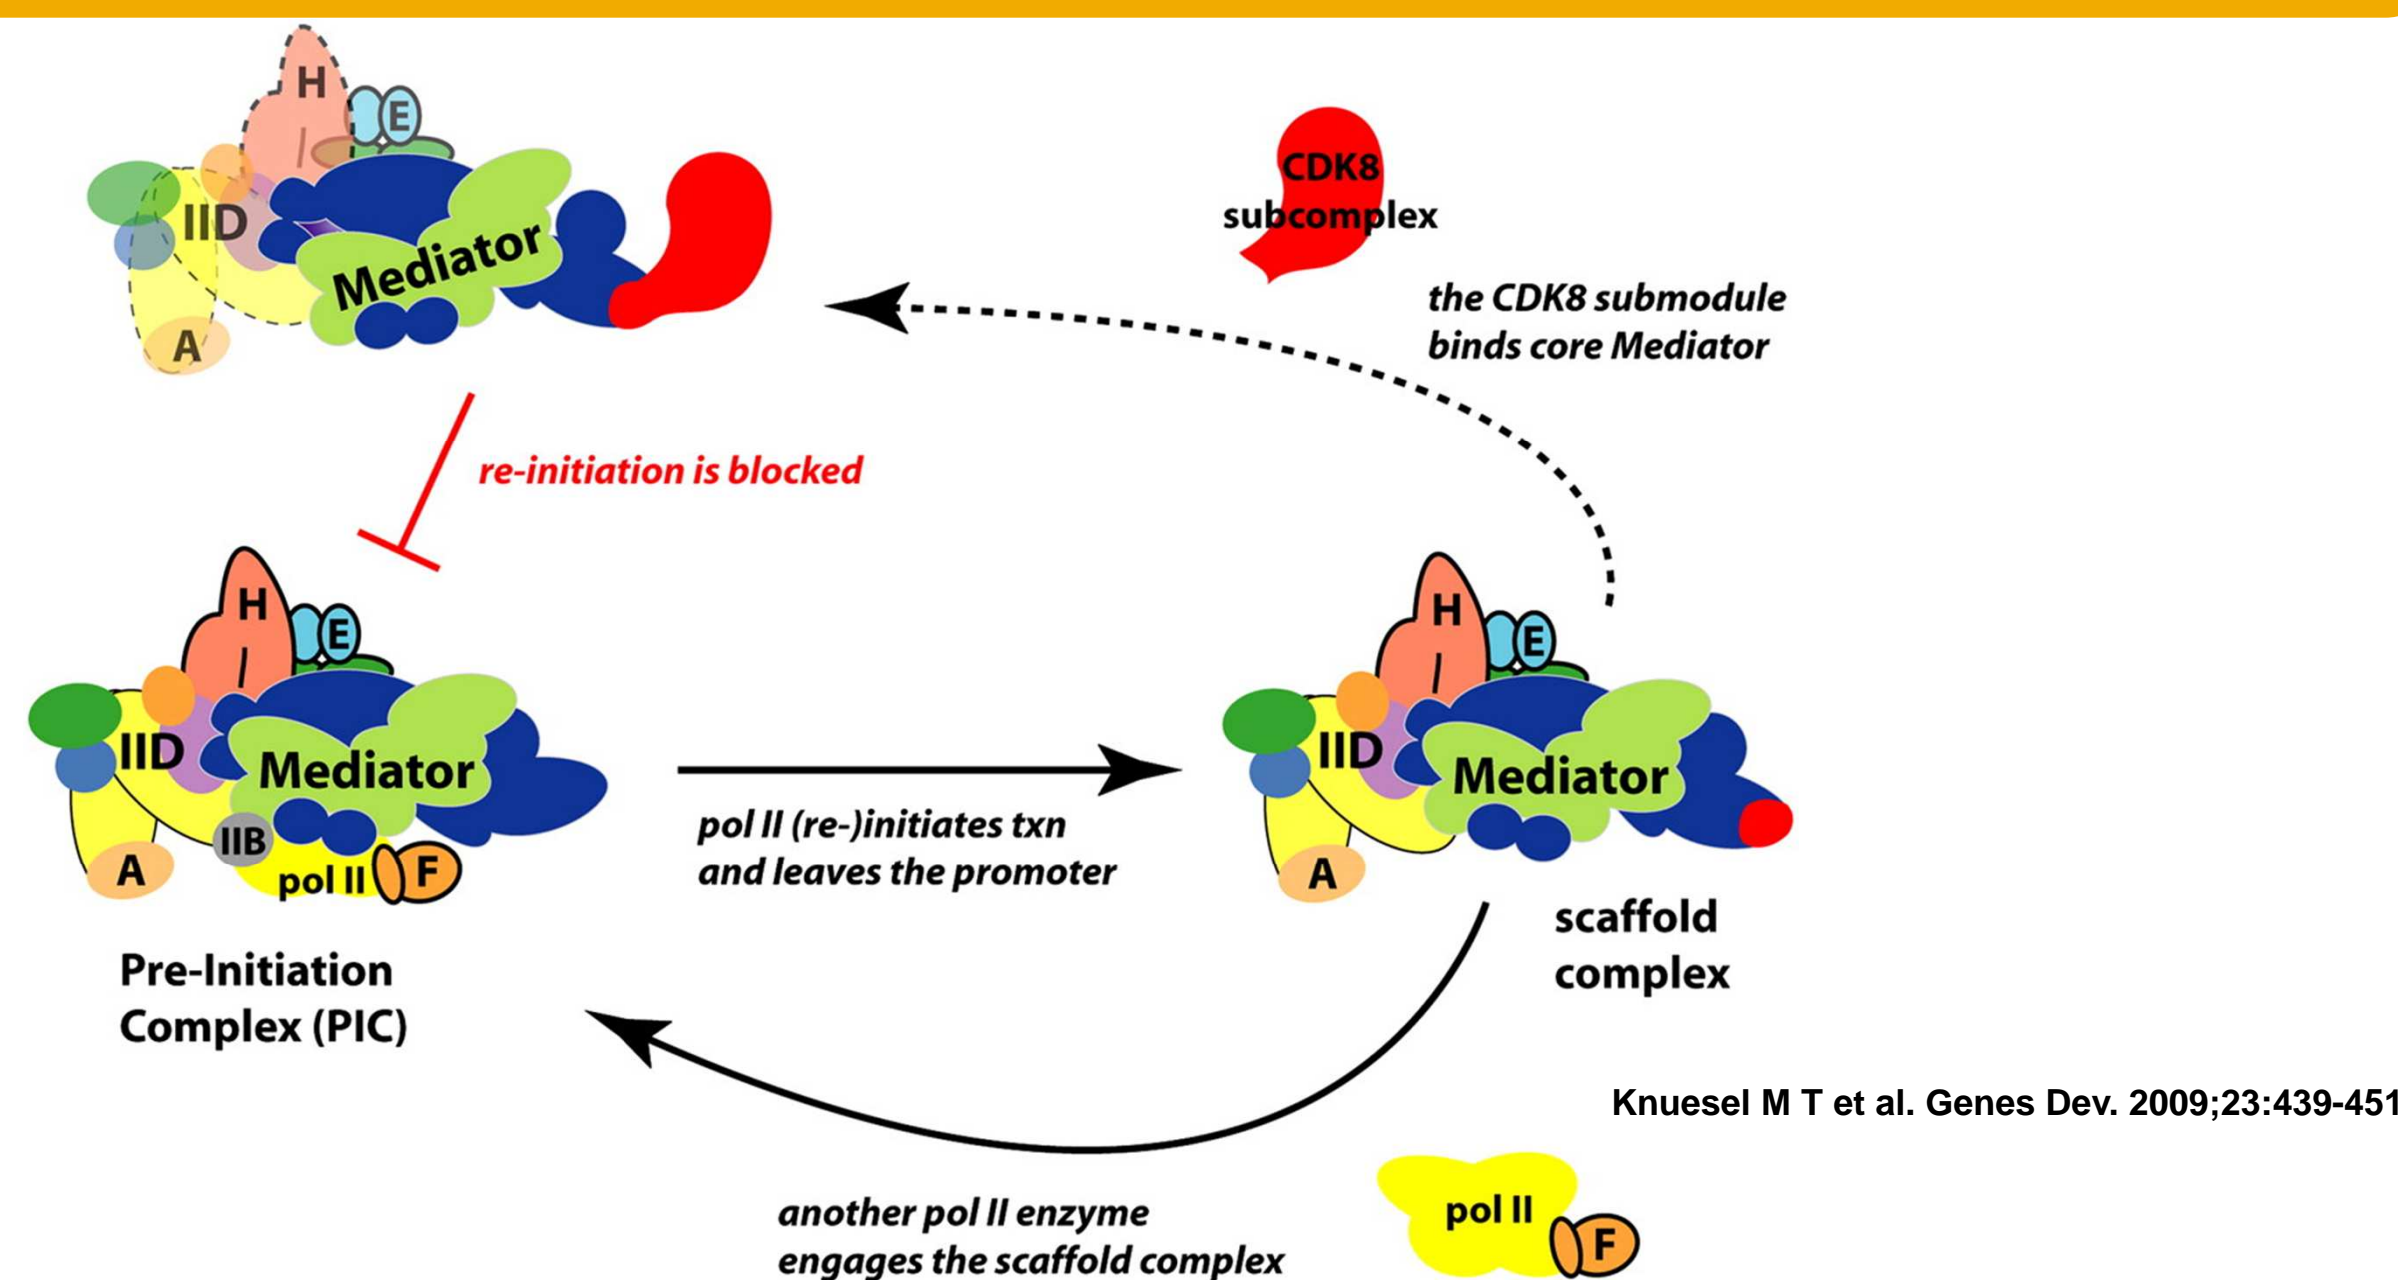 H
E
IID
Mediator
A
CDK8
subcomplex
the CDK8 submodule
binds core Mediator
re-initiation is blocked
H
E
IID
Mediator
IIB
A
pol II
F
Pre-Initiation
Complex (PIC)
pol II (re-)initiates txn
and leaves the promoter
H
E
IID
Mediator
A
scaffold
complex
Knuesel M T et al. Genes Dev. 2009;23:439-451
another pol II enzyme
engages the scaffold complex
pol II
F